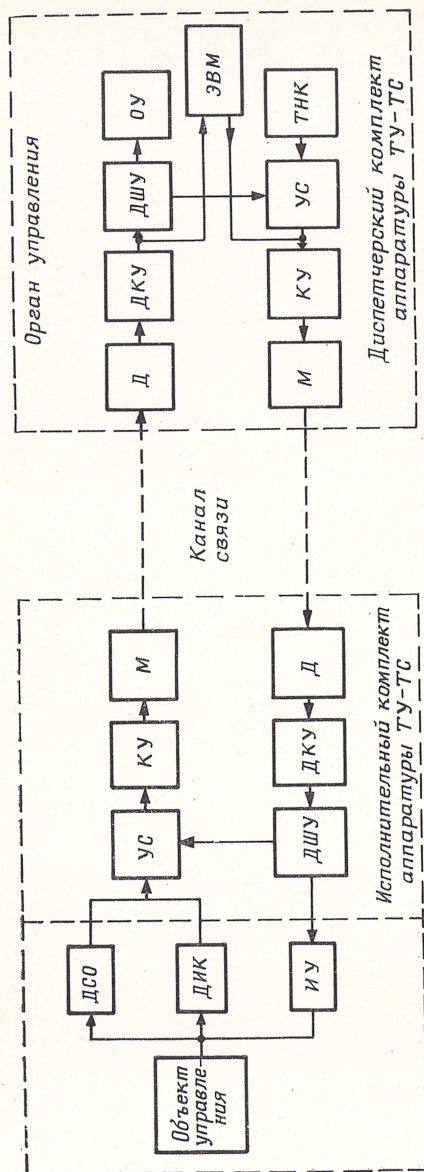 Объект
управле-
ния
ДСО
ДИК
ИУ
УС
КУ
М
ДШУ
ДКУ
Д
Исполнительный комплект
аппаратуры ТУ-ТС
Канал
связи
Орган управления
Д
ДКУ
ДШУ
ОУ
ЭВМ
М
КУ
УС
ТНК
Диспетчерский комплект
аппаратуры ТУ-ТС